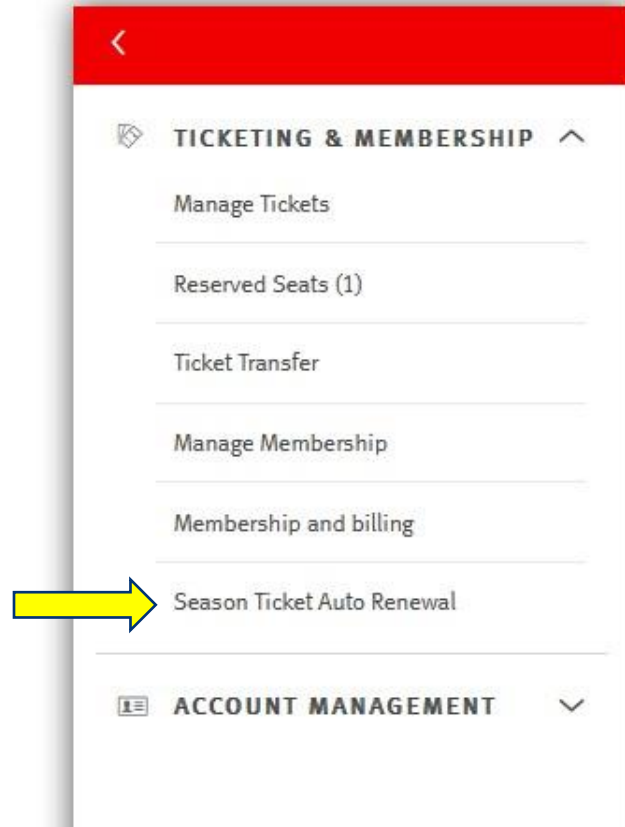 TICKETING & MEMBERSHIP
Manage Tickets
Reserved Seats (1)
Ticket Transfer
Manage Membership
Membership and billing
Season Ticket Auto Renewal
ACCOUNT MANAGEMENT